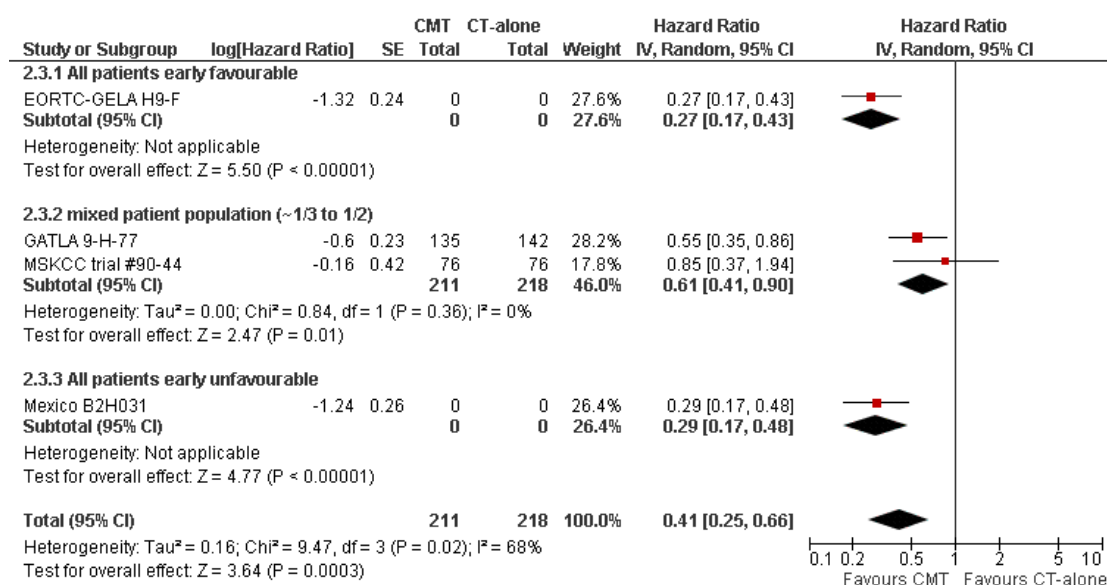 CMT CT-alone Hazard Ratio Hazard Ratio
Study or Subgroup log[Hazard Ratio] SE Total Total Weight IV, Random, 95% CI IV, Random, 95% CI
2.3.1 All patients early favourable
EORTC-GELA H9-F -1.32 0.24 0 0 27.6% 0.27 [0.17, 0.43]
Subtotal (95% CI) 0 0 27.6% 0.27 [0.17, 0.43]
Heterogeneity: Not applicable
Test for overall effect: Z = 5.50 (P < 0.00001)
2.3.2 mixed patient population (~1/3 to 1/2)
GATLA 9-H-77 -0.6 0.23 135 142 28.2% 0.55 [0.35, 0.86]
MSKCC trial #90-44 -0.16 0.42 76 76 17.8% 0.85 [0.37, 1.94]
Subtotal (95% CI) 211 218 46.0% 0.61 [0.41, 0.90]
Heterogeneity: Tau² = 0.00; Chi² = 0.84, df = 1 (P = 0.36); I² = 0%
Test for overall effect: Z = 2.47 (P = 0.01)
2.3.3 All patients early unfavourable
Mexico B2H031 -1.24 0.26 0 0 26.4% 0.29 [0.17, 0.48]
Subtotal (95% CI) 0 0 26.4% 0.29 [0.17, 0.48]
Heterogeneity: Not applicable
Test for overall effect: Z = 4.77 (P < 0.00001)
Total (95% CI) 211 218 100.0% 0.41 [0.25, 0.66]
Heterogeneity: Tau² = 0.16; Chi² = 9.47, df = 3 (P = 0.02); I² = 68%
Test for overall effect: Z = 3.64 (P = 0.0003)
0.1 0.2 0.5 1 2 5 10
Favours CMT Favours CT-alone